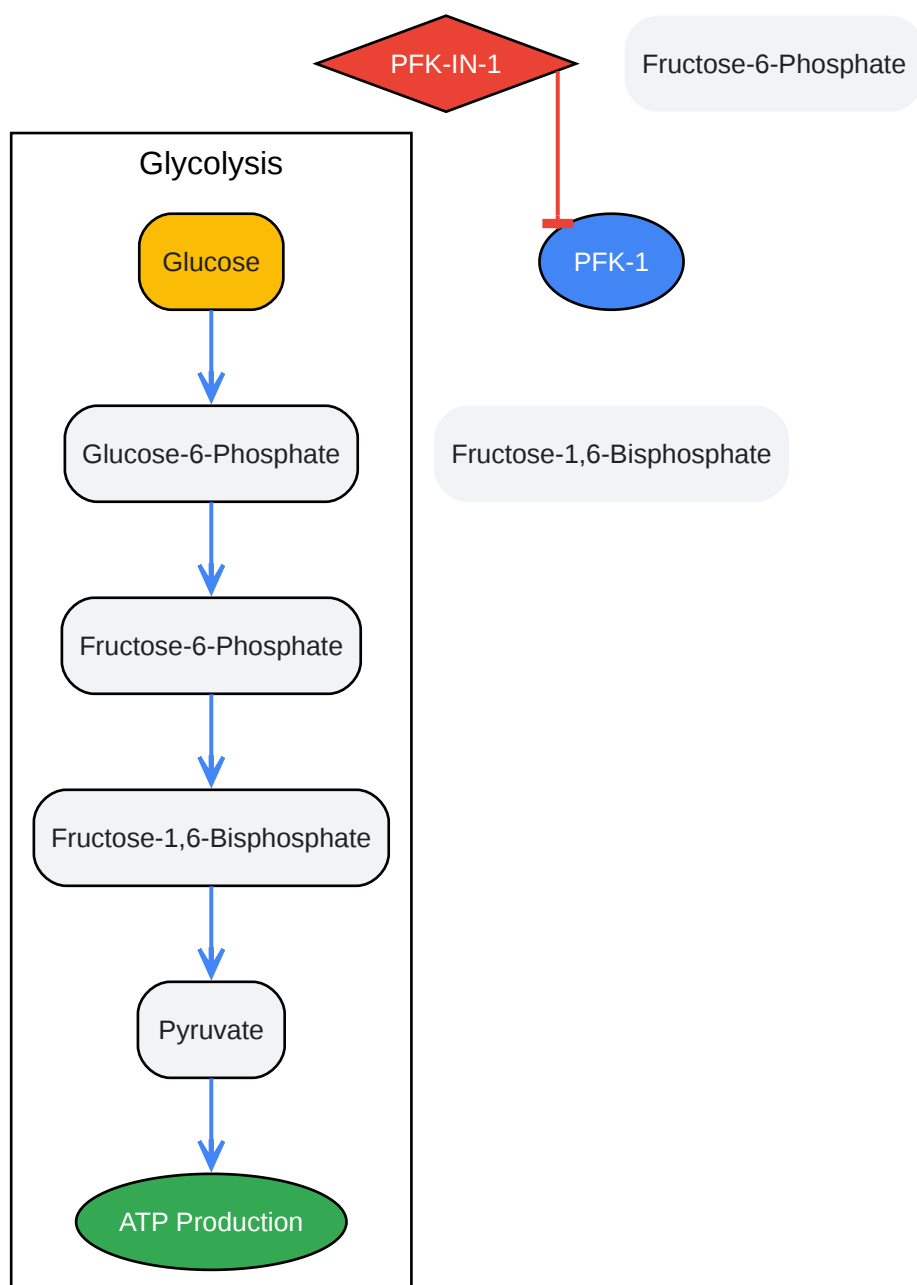 PFK-IN-1
Fructose-6-Phosphate
Glycolysis
Glucose
PFK-1
Glucose-6-Phosphate
Fructose-1,6-Bisphosphate
Fructose-6-Phosphate
Fructose-1,6-Bisphosphate
Pyruvate
ATP Production